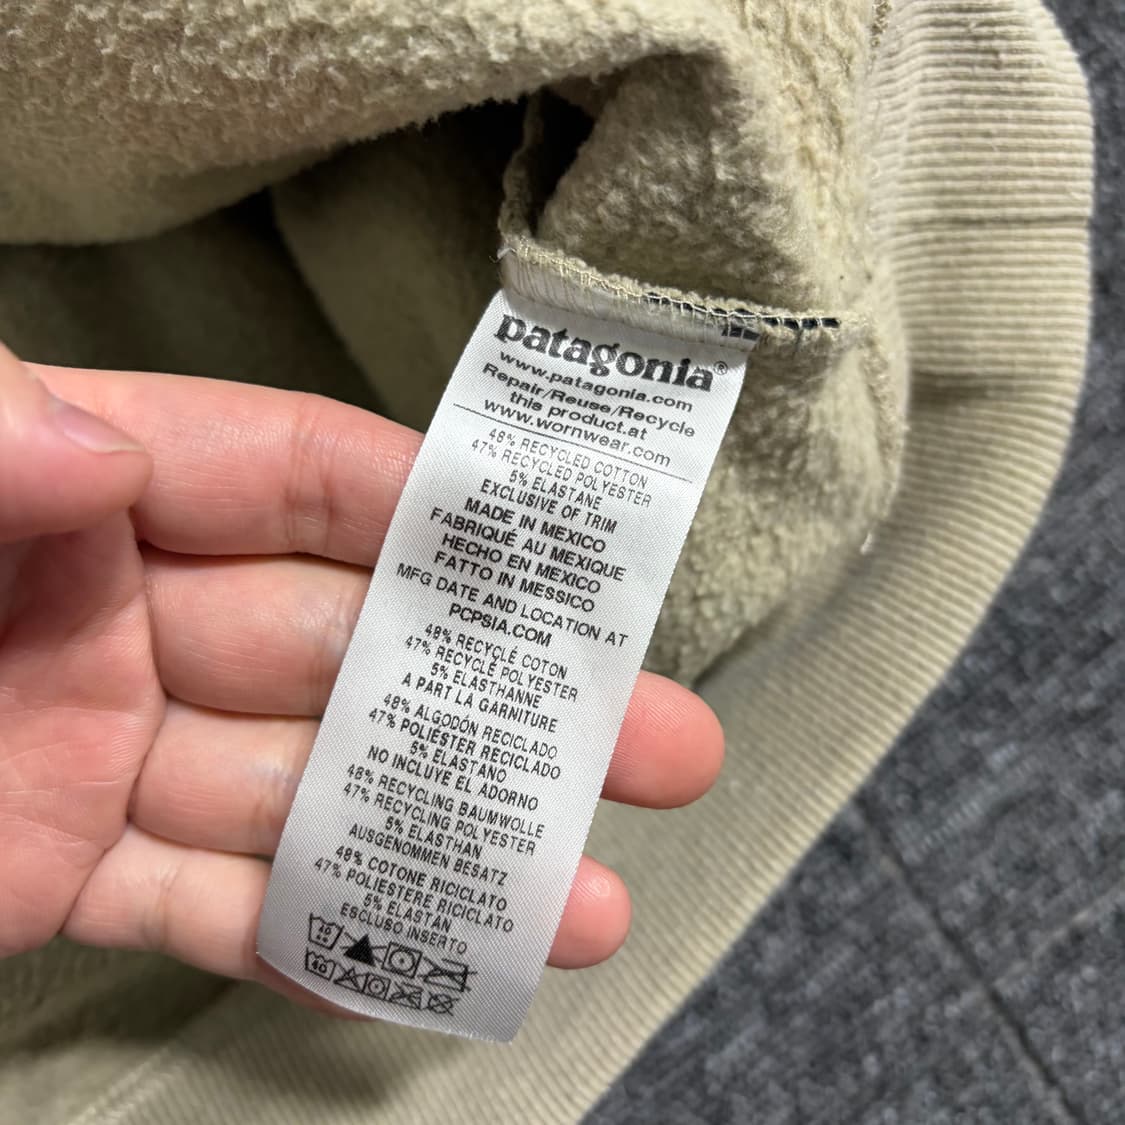 patagonia®
www.patagonia.com
Repair/Reuse/Recycle
this product.at
www.wornwear.com
48% RECYCLED COTTON
47% RECYCLED POLYESTER
5% ELASTANE
EXCLUSIVE OF TRIM
MADE IN MEXICO
FABRIQUÉ AU MEXIQUE
HECHO EN MEXICO
FATTO IN MESSICO
MFG DATE AND LOCATION AT
PCPSIA.COM
48% RECYCLÉ COTON
47% RECYCLÉ POLYESTER
5% ELASTHANNE
A PART LA GARNITURE
48% ALGODÓN RECICLADO
47% POLIESTER RECICLADO
5% ELASTANO
NO INCLUYE EL ADORNO
48% RECYCLING BAUMWOLLE
47% RECYCLING POLYESTER
5% ELASTHAN
AUSGENOMMEN BESATZ
48% COTONE RICICLATO
47% POLIESTERE RICICLATO
5% ELASTAN
ESCLUSO INSERTO
40